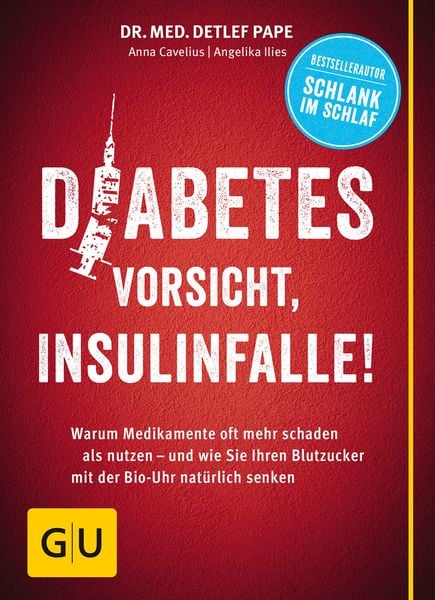 DR. MED. DETLEF PAPE
Anna Cavelius | Angelika Ilies
BESTSELLERAUTOR
SCHLANK
IM SCHLAF
DIABETES
VORSICHT,
INSULINFALLE!
Warum Medikamente oft mehr schaden
als nutzen – und wie Sie Ihren Blutzucker
mit der Bio-Uhr natürlich senken
G|U